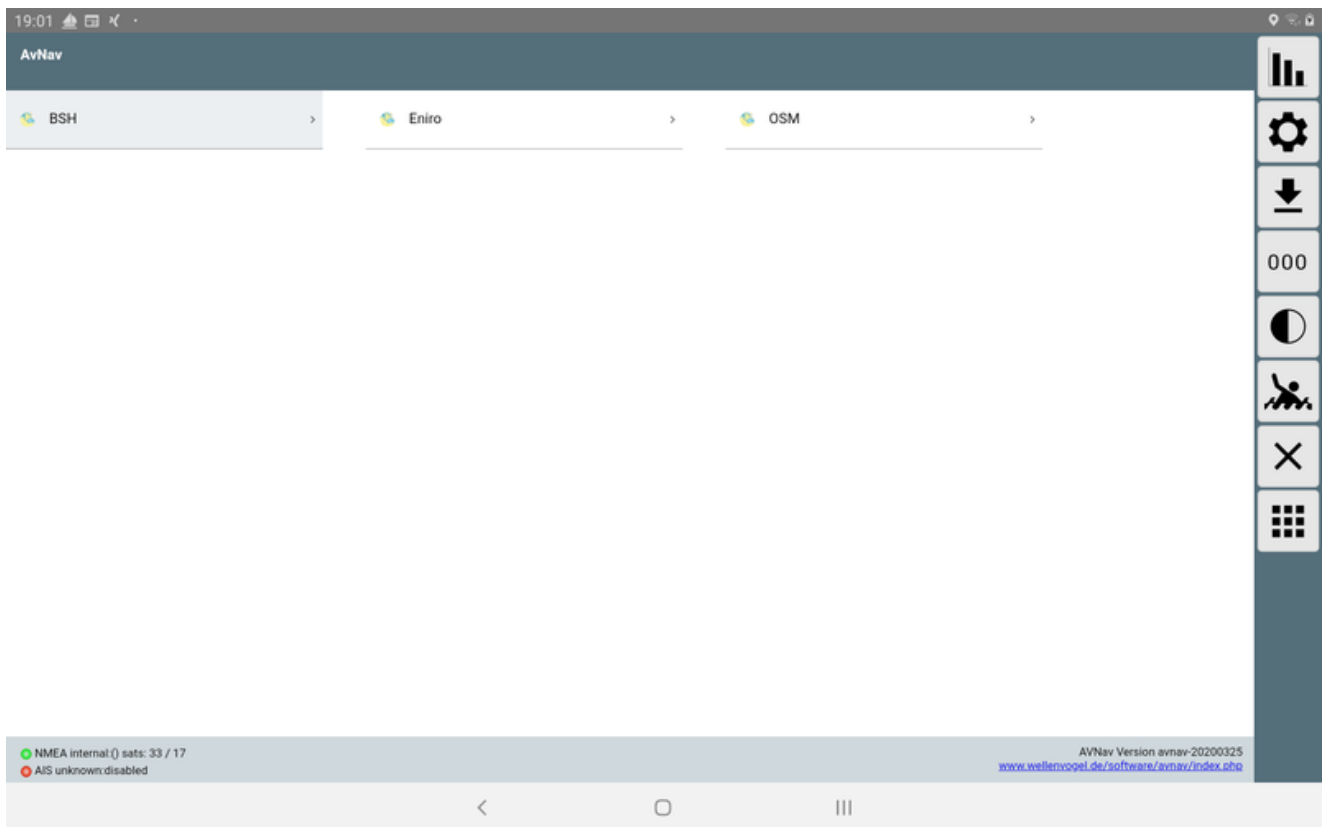 19:01
AvNav
BSH
Eniro
OSM
000
NMEA internal:() sats: 33 / 17
AIS unknown:disabled
AVNav Version avnav-20200325
www.wellenvogel.de/software/avnav/index.php